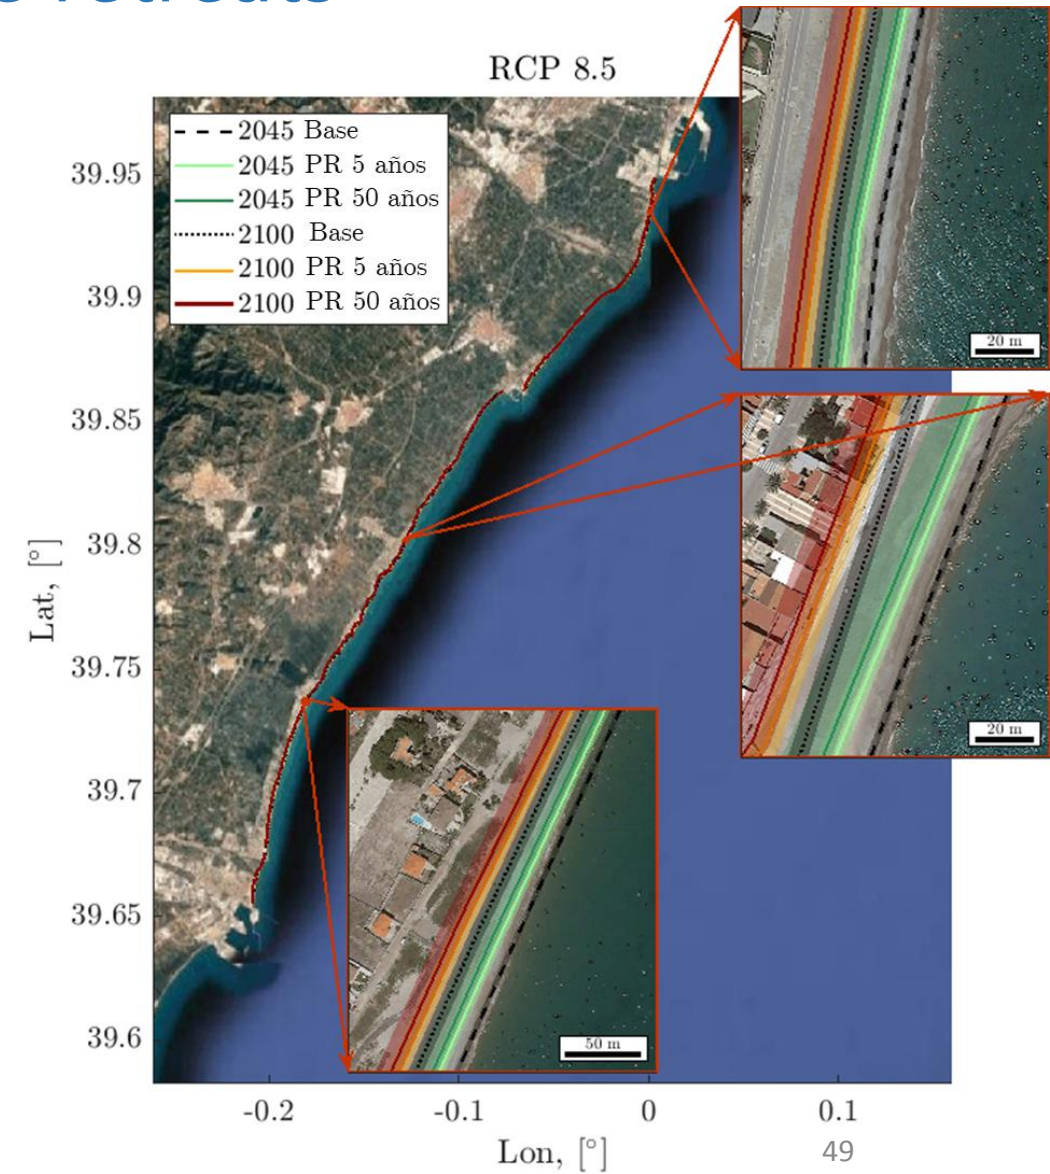 retreats
RCP 8.5
2045 Base
2045 PR 5 años
2045 PR 50 años
2100 Base
2100 PR 5 años
2100 PR 50 años
39.95
39.9
39.85
39.8
39.75
39.7
39.65
39.6
Lat, [°]
20 m
20 m
50 m
-0.2
-0.1
0
0.1
Lon, [°]
49